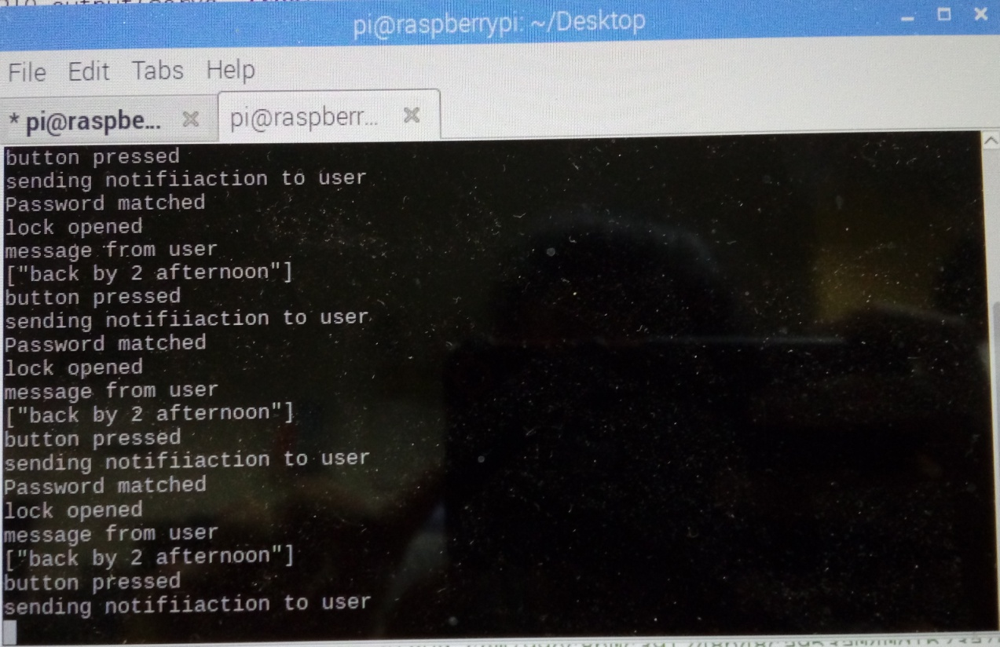 pi@raspberrypi: ~/Desktop
File Edit Tabs Help
* pi@raspbe... pi@raspberr...
button pressed
sending notifiiaction to user
Password matched
lock opened
message from user
["back by 2 afternoon"]
button pressed
sending notifiiaction to user
Password matched
lock opened
message from user
["back by 2 afternoon"]
button pressed
sending notifiiaction to user
Password matched
lock opened
message from user
["back by 2 afternoon"]
button pressed
sending notifiiaction to user